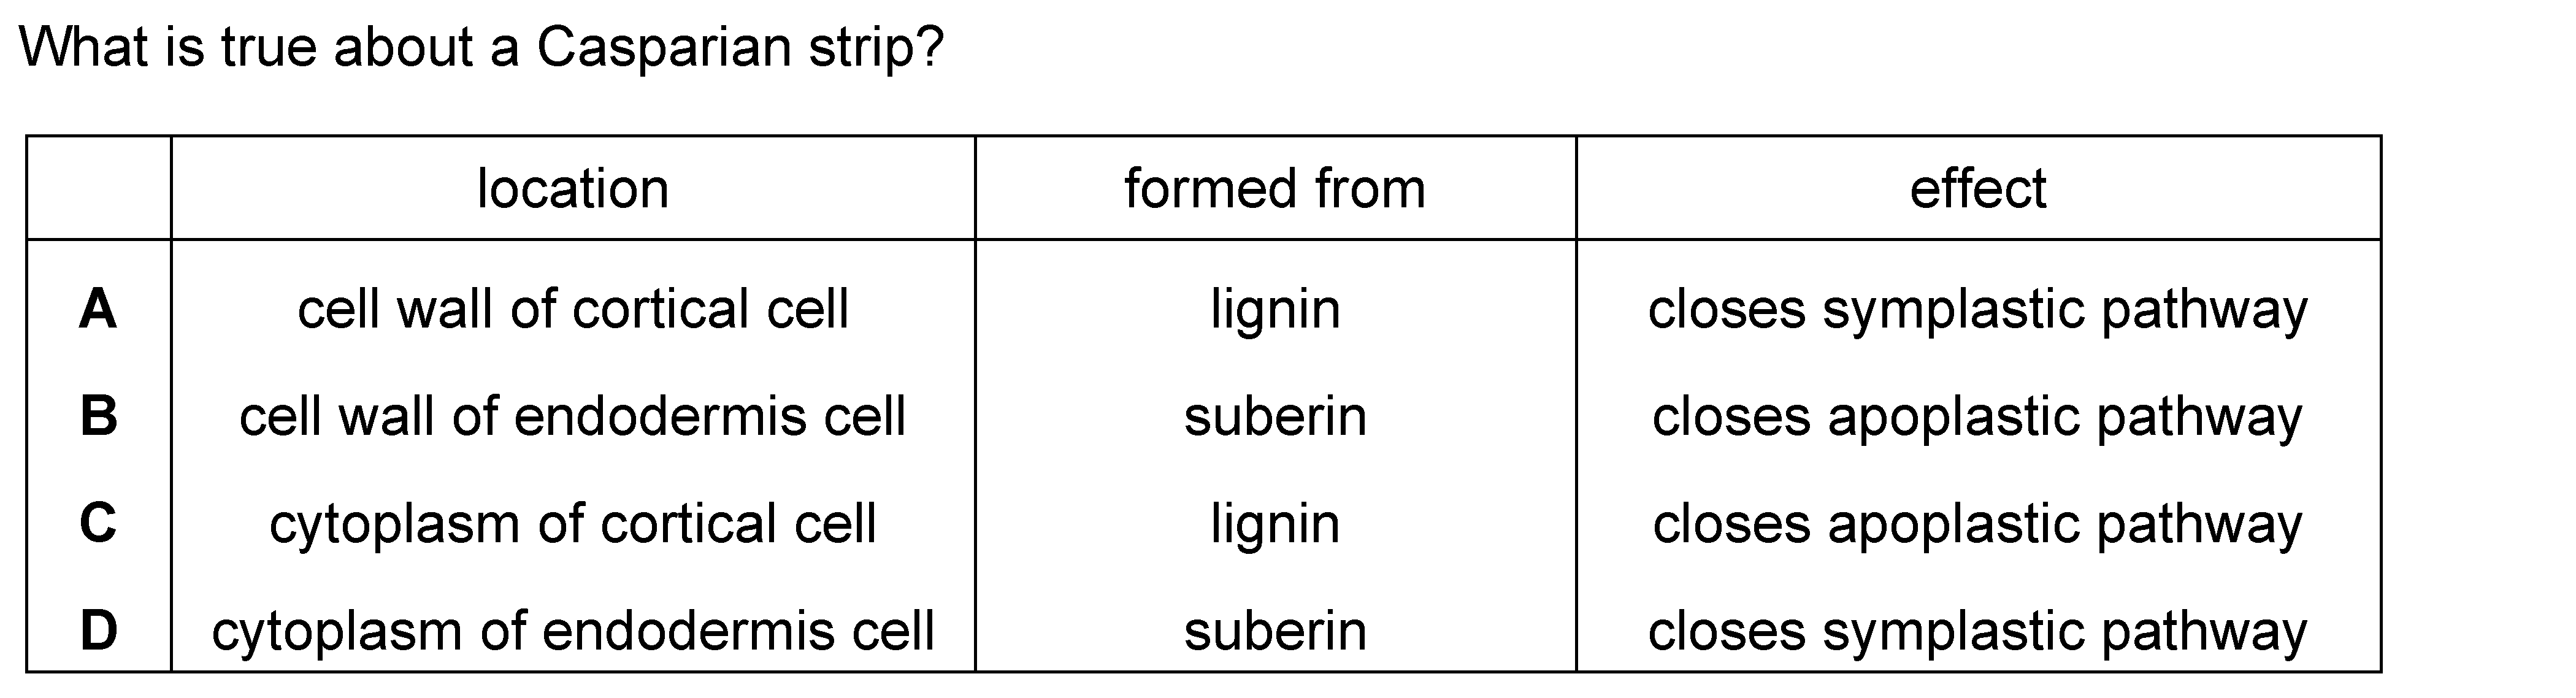 What is true about a Casparian strip?
location formed from effect
A cell wall of cortical cell lignin closes symplastic pathway
B cell wall of endodermis cell suberin closes apoplastic pathway
C cytoplasm of cortical cell lignin closes apoplastic pathway
D cytoplasm of endodermis cell suberin closes symplastic pathway